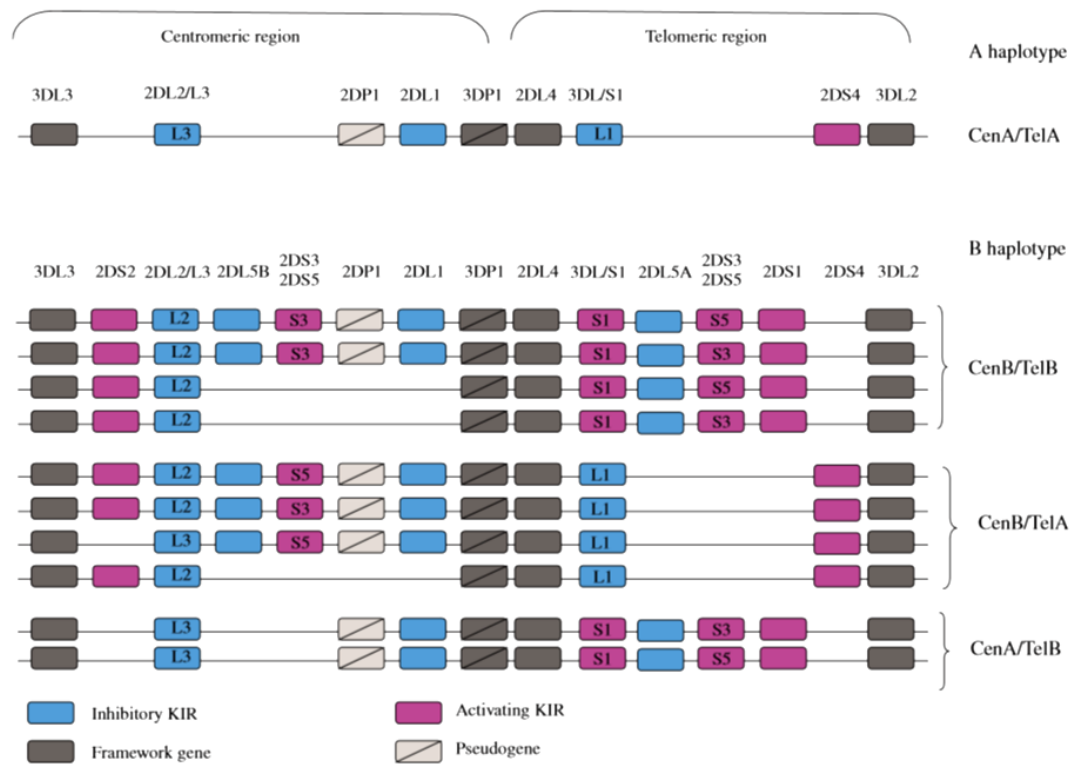 Centromeric region Telomeric region
A haplotype
3DL3 2DL2/L3 2DP1 2DL1 3DP1 2DL4 3DL/S1 2DS4 3DL2
L3 L1 CenA/TelA
B haplotype
3DL3 2DS2 2DL2/L3 2DL5B 2DS3 2DP1 2DL1 3DP1 2DL4 3DL/S1 2DL5A 2DS3 2DS1 2DS4 3DL2
2DS5 2DS5
L2 S3 S1 S5
L2 S3 S1 S3
CenB/TelB
L2 S1 S5
L2 S1 S3
L2 S5 L1
L2 S3 L1
CenB/TelA
L3 S5 L1
L2 L1
L3 S1 S3
CenA/TelB
L3 S1 S5
Inhibitory KIR Activating KIR
Framework gene Pseudogene